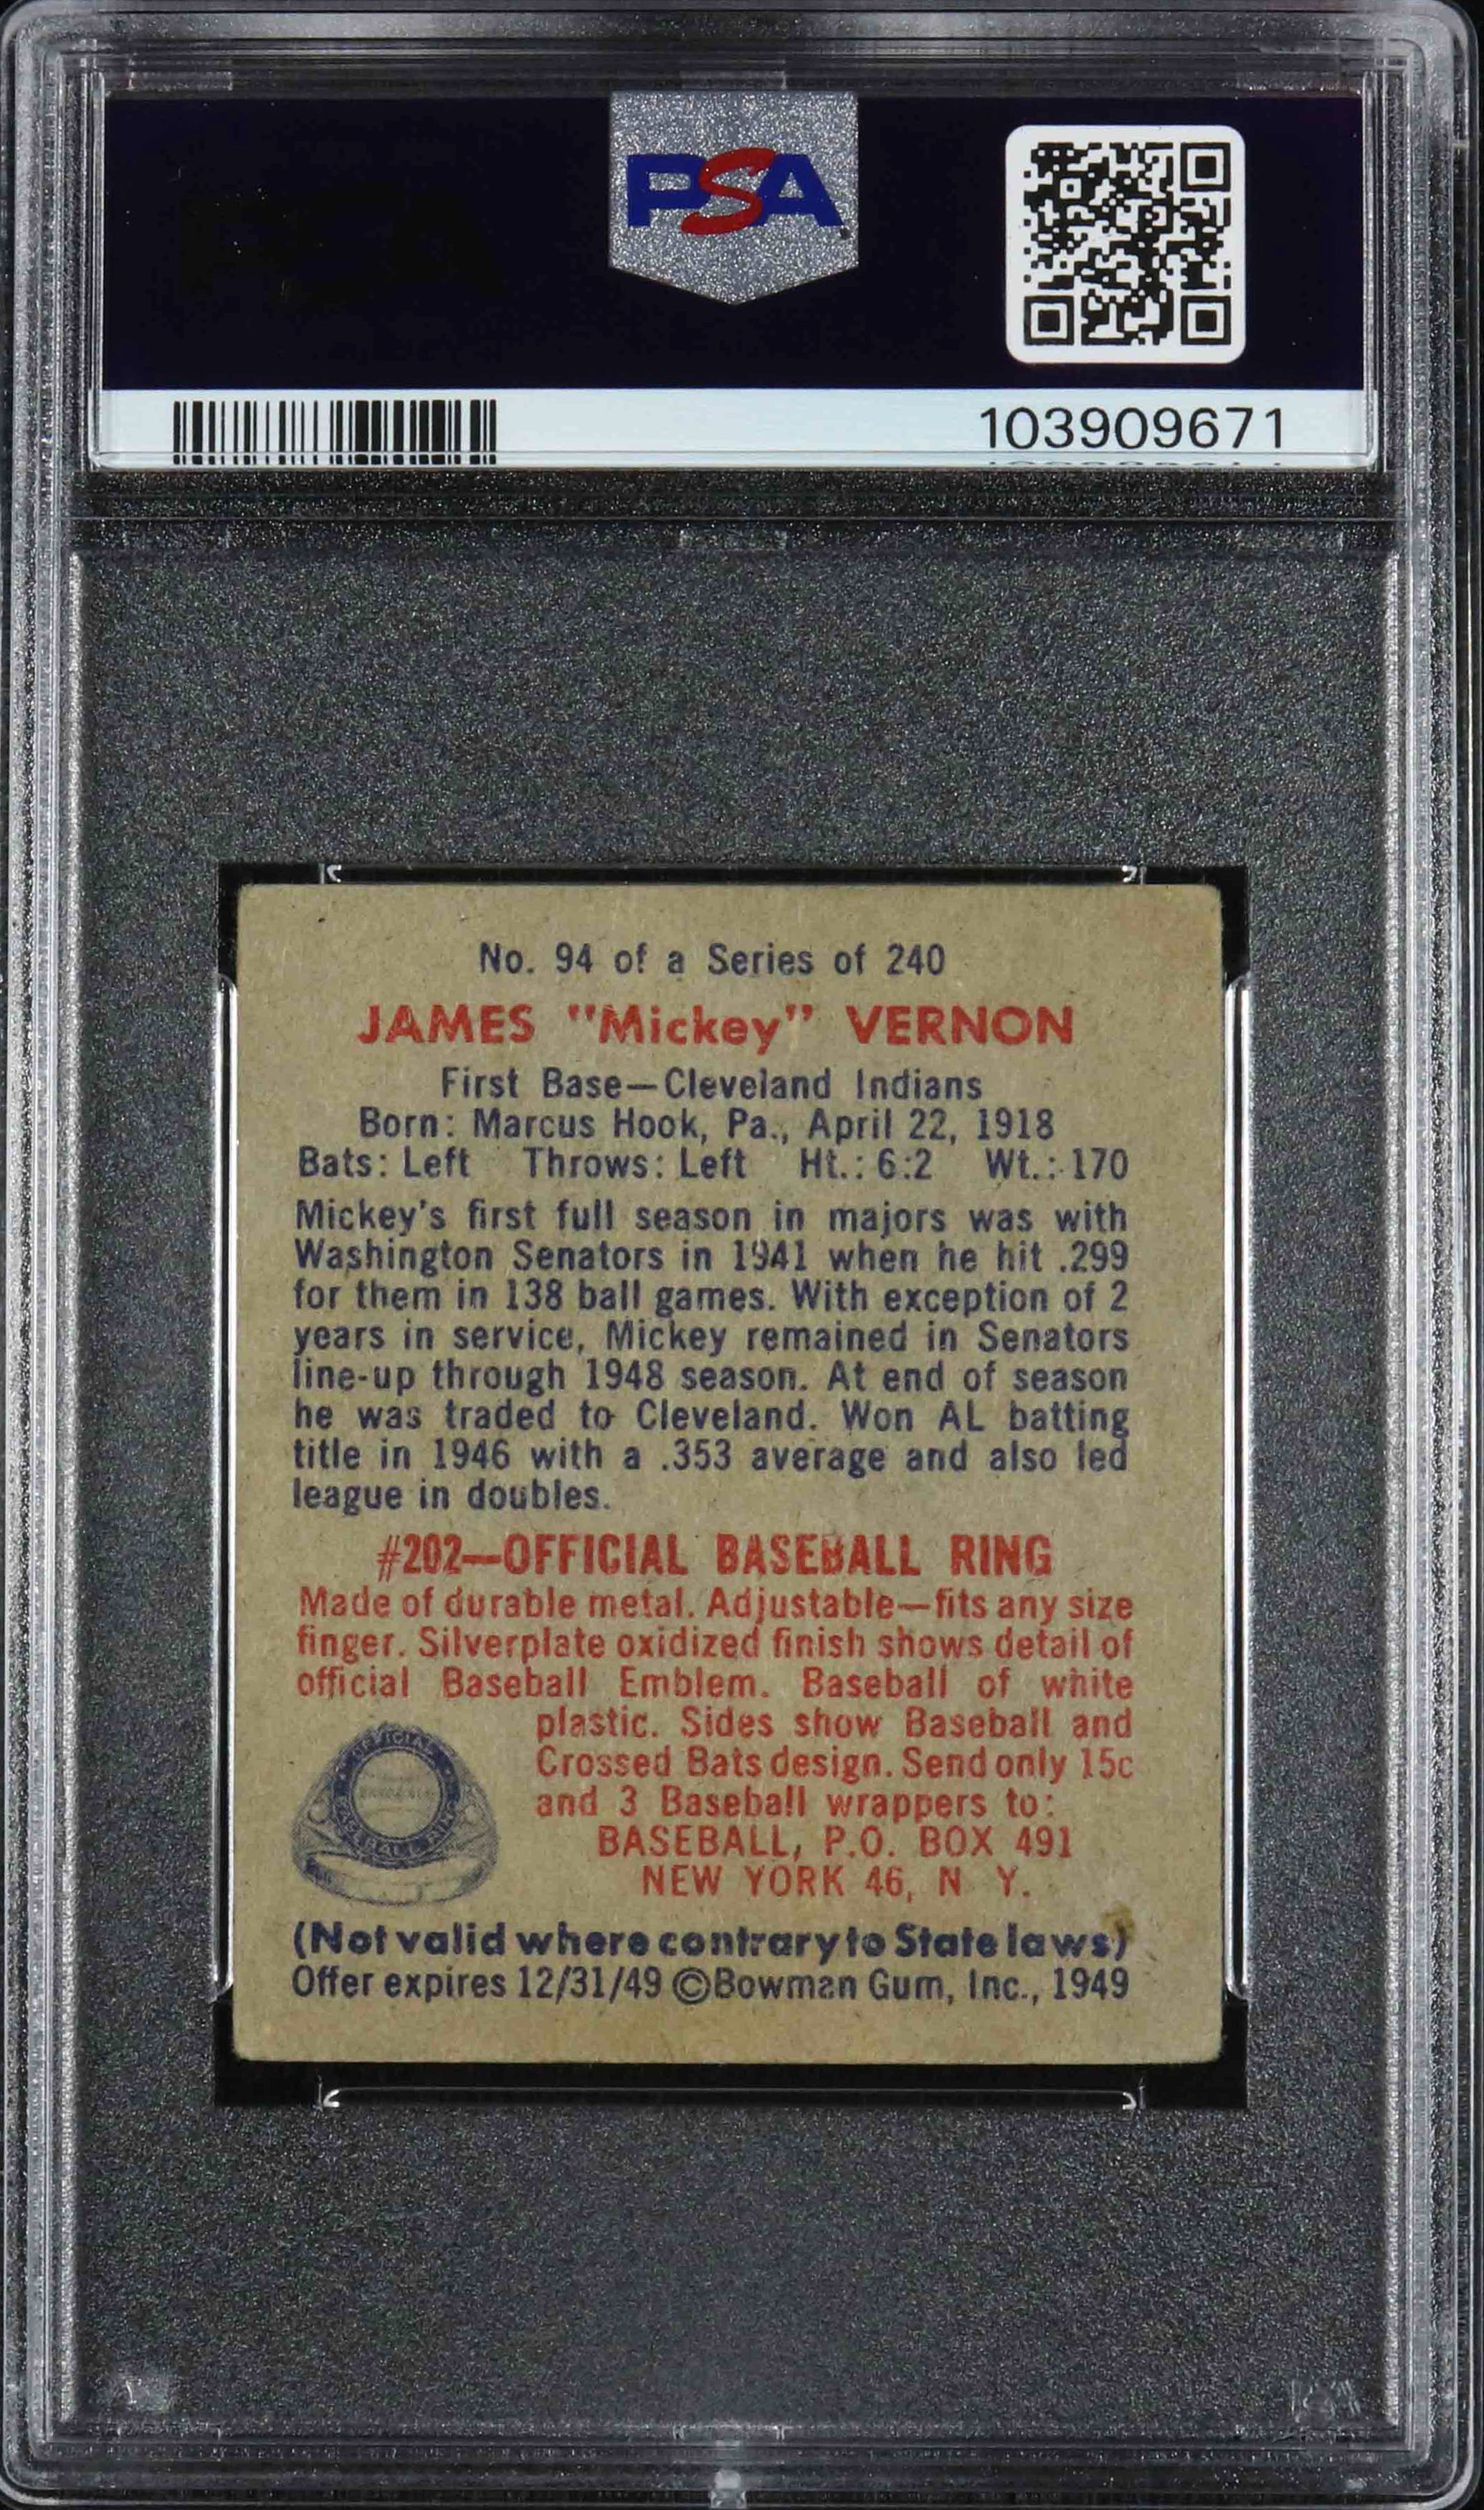 PSA
103909671
No. 94 of a Series of 240
JAMES "Mickey" VERNON
First Base—Cleveland Indians
Born: Marcus Hook, Pa., April 22, 1918
Bats: Left Throws: Left Ht.: 6:2 Wt.: 170
Mickey's first full season in majors was with
Washington Senators in 1941 when he hit .299
for them in 138 ball games. With exception of 2
years in service, Mickey remained in Senators
line-up through 1948 season. At end of season
he was traded to Cleveland. Won AL batting
title in 1946 with a .353 average and also led
league in doubles.
#202—OFFICIAL BASEBALL RING
Made of durable metal. Adjustable—fits any size
finger. Silverplate oxidized finish shows detail of
official Baseball Emblem. Baseball of white
plastic. Sides show Baseball and
Crossed Bats design. Send only 15c
and 3 Baseball wrappers to:
BASEBALL, P.O. BOX 491
NEW YORK 46, N Y.
OFFICIAL
BASEBALL RING
(Not valid where contrary to State laws)
Offer expires 12/31/49 ©Bowman Gum, Inc., 1949